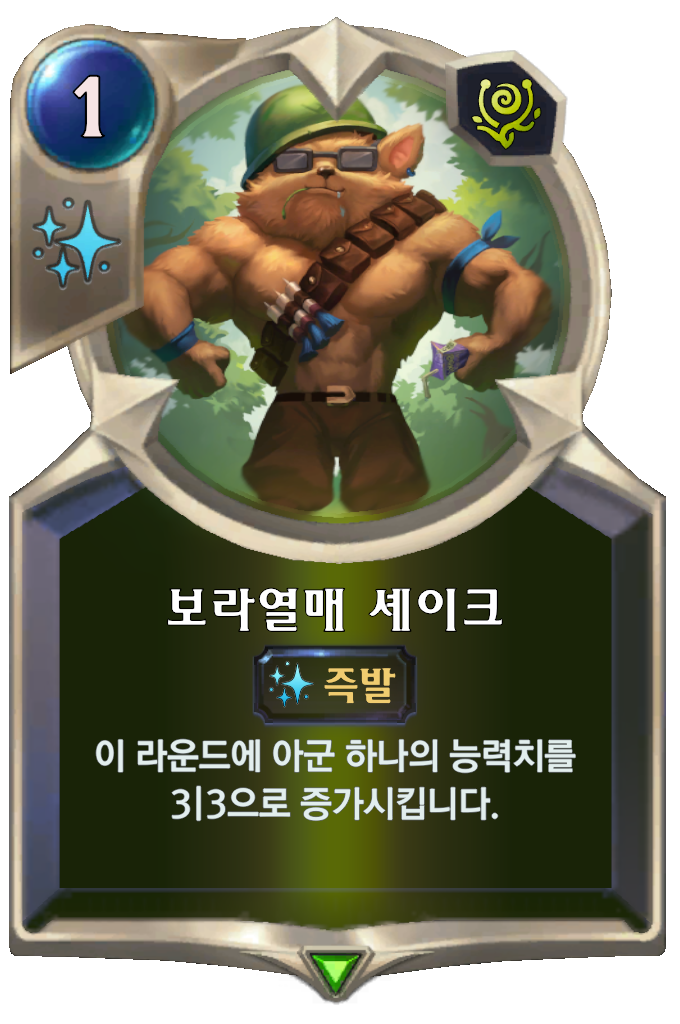 1
보라열매 셰이크
즉발
이 라운드에 아군 하나의 능력치를
3|3으로 증가시킵니다.